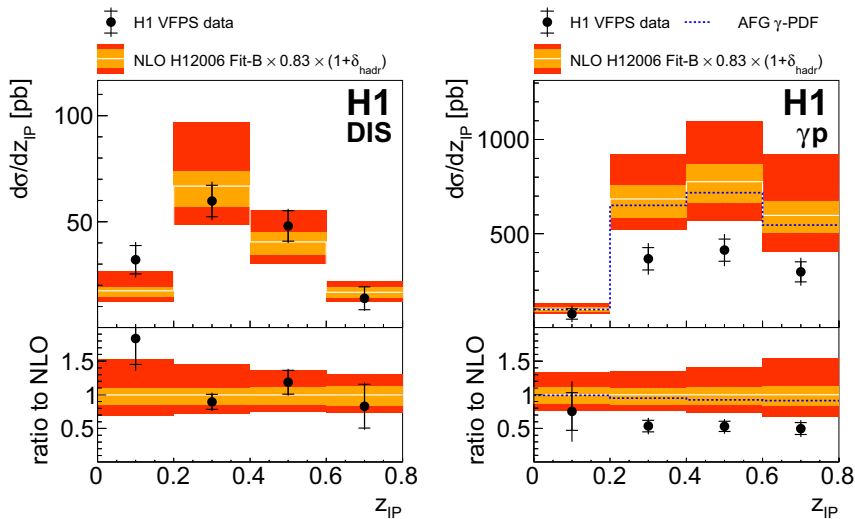 H1 VFPS data
NLO H12006 Fit-B × 0.83 × (1+δhadr)
dσ/dzIP [pb]
H1
DIS
100
50
ratio to NLO
1.5
1
0.5
0 0.2 0.4 0.6 0.8
zIP
H1 VFPS data AFG γ-PDF
NLO H12006 Fit-B × 0.83 × (1+δhadr)
dσ/dzIP [pb]
H1
γp
1000
500
ratio to NLO
1.5
1
0.5
0 0.2 0.4 0.6 0.8
zIP